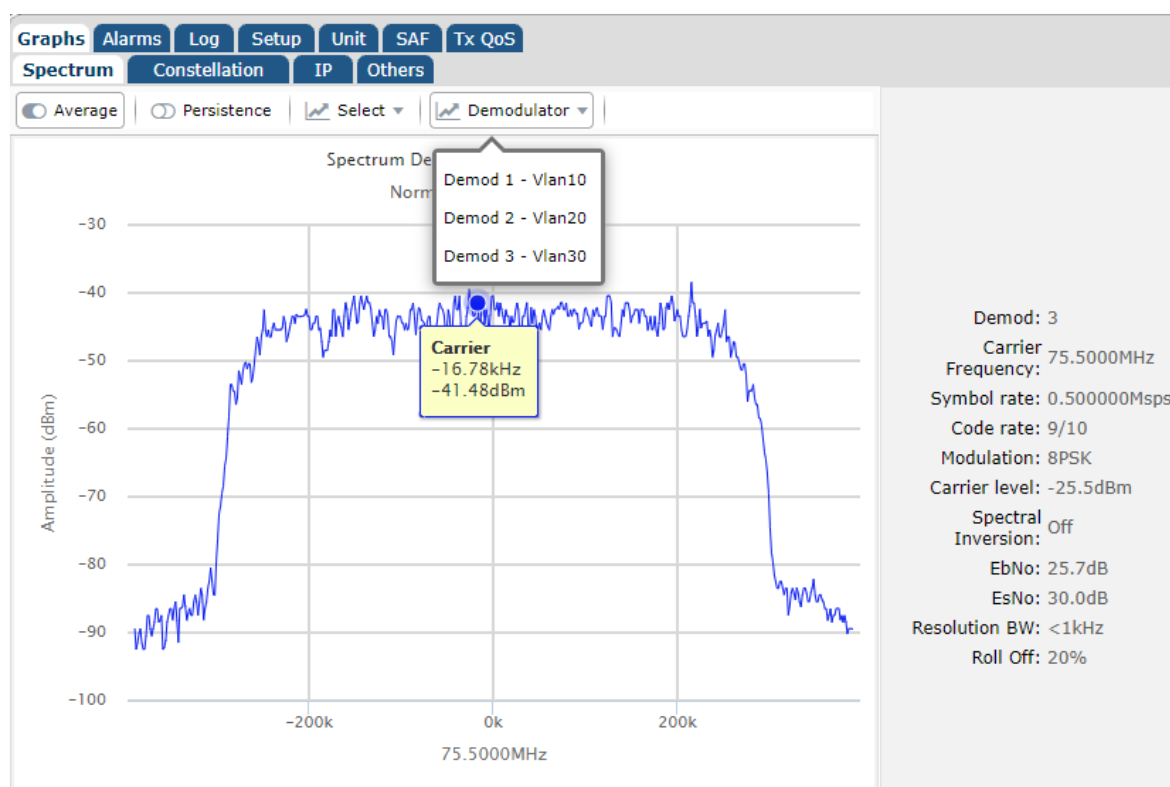 Graphs Alarms Log Setup Unit SAF Tx QoS
Spectrum Constellation IP Others
Average Persistence Select Demodulator
Spectrum De
Norm
Demod 1 - Vlan10
Demod 2 - Vlan20
Demod 3 - Vlan30
-30
-40
-50
-60
-70
-80
-90
-100
Amplitude (dBm)
Carrier
-16.78kHz
-41.48dBm
-200k 0k 200k
75.5000MHz
Demod: 3
Carrier
Frequency: 75.5000MHz
Symbol rate: 0.500000Msps
Code rate: 9/10
Modulation: 8PSK
Carrier level: -25.5dBm
Spectral
Inversion: Off
EbNo: 25.7dB
EsNo: 30.0dB
Resolution BW: <1kHz
Roll Off: 20%